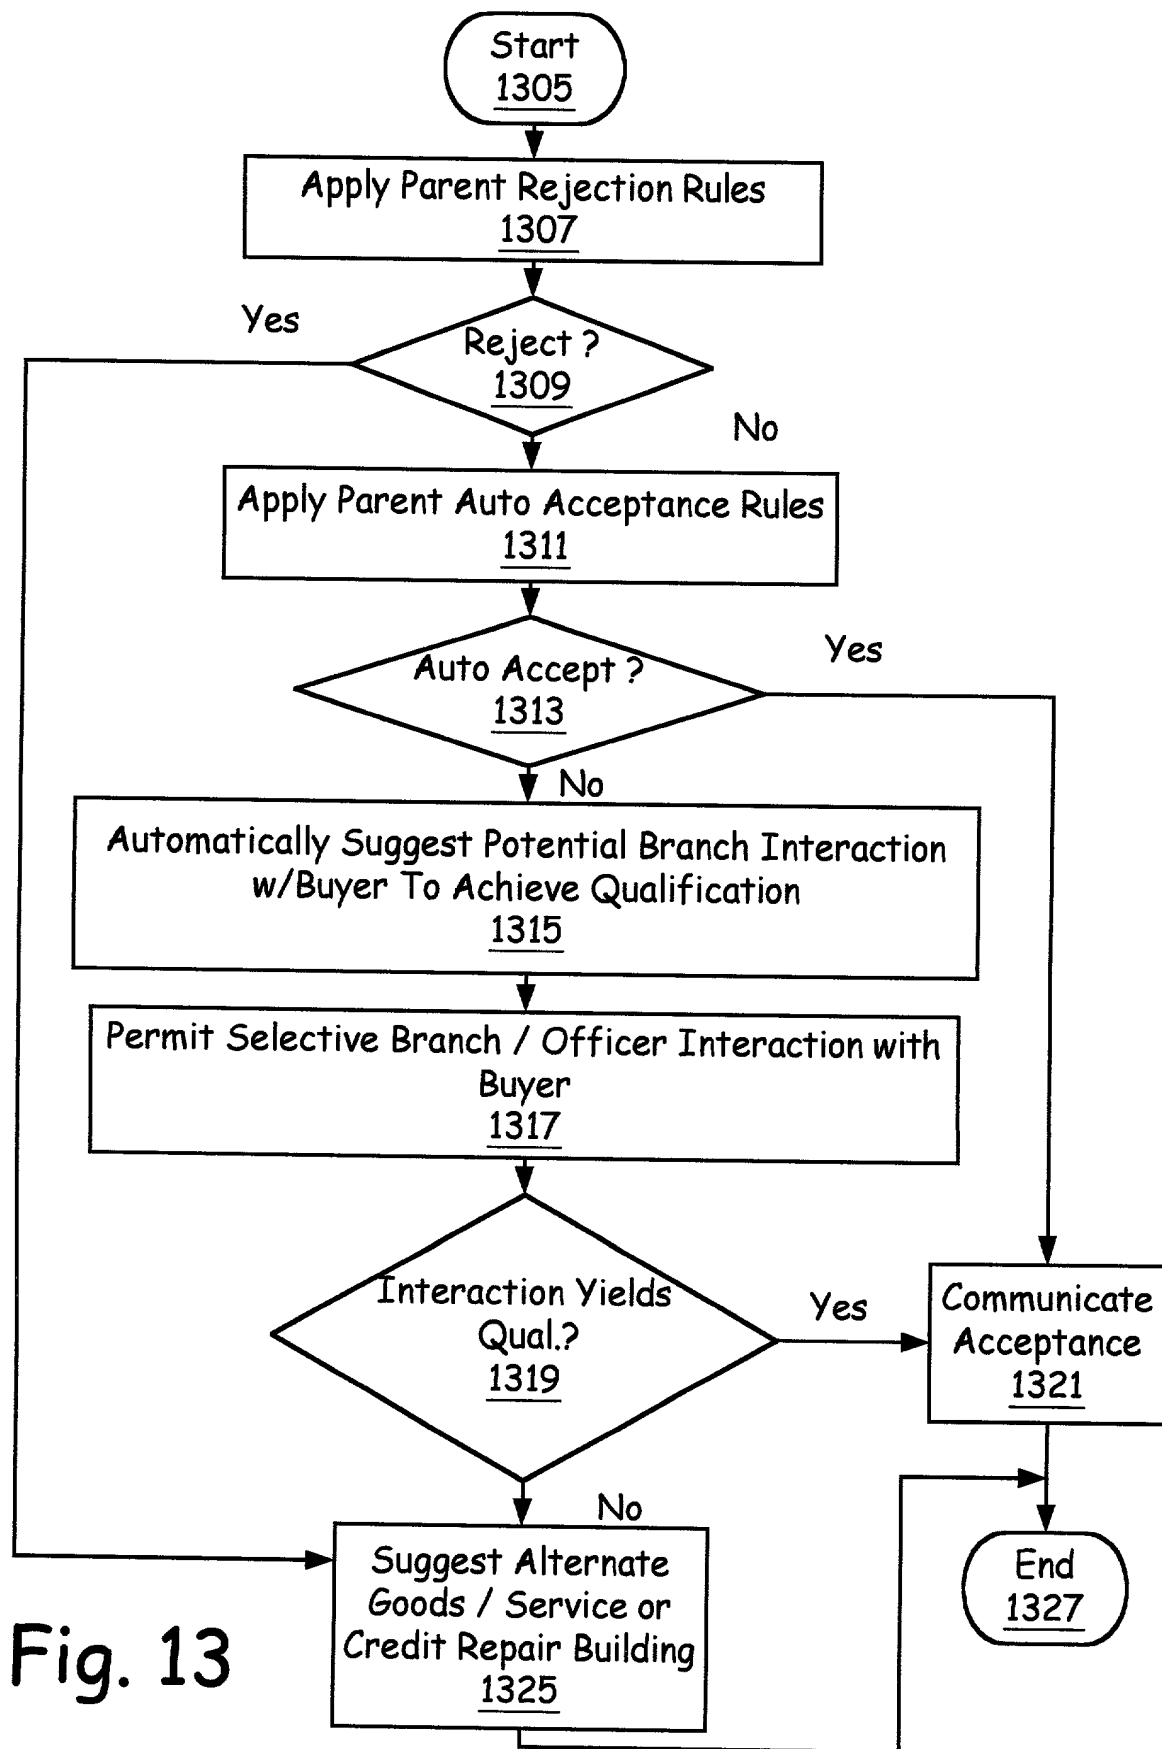 Start
1305
Apply Parent Rejection Rules
1307
Yes
Reject ?
1309
No
Apply Parent Auto Acceptance Rules
1311
Auto Accept ?
1313
Yes
No
Automatically Suggest Potential Branch Interaction
w/Buyer To Achieve Qualification
1315
Permit Selective Branch / Officer Interaction with
Buyer
1317
Interaction Yields
Qual.?
1319
Yes
Communicate
Acceptance
1321
No
Suggest Alternate
Goods / Service or
Credit Repair Building
1325
End
1327
Fig. 13